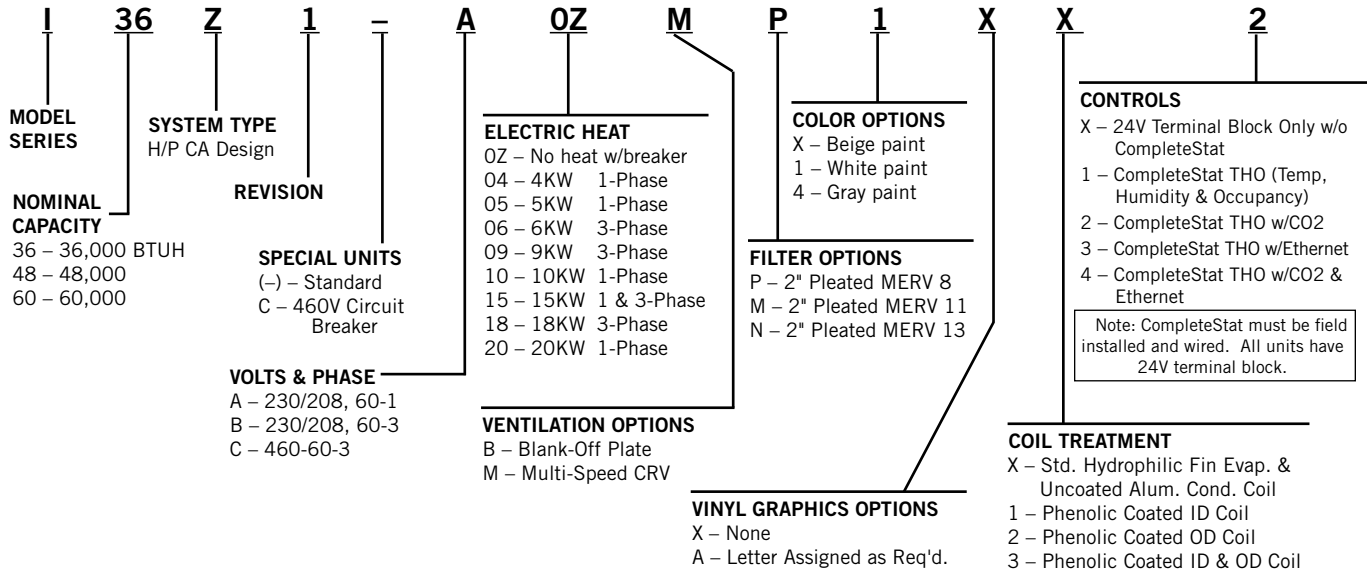 I 36 Z 1 – A 0Z M P 1 X X 2
MODEL
SERIES
SYSTEM TYPE
H/P CA Design
REVISION
NOMINAL
CAPACITY
36 – 36,000 BTUH
48 – 48,000
60 – 60,000
SPECIAL UNITS
(–) – Standard
C – 460V Circuit
Breaker
VOLTS & PHASE
A – 230/208, 60-1
B – 230/208, 60-3
C – 460-60-3
ELECTRIC HEAT
0Z – No heat w/breaker
04 – 4KW 1-Phase
05 – 5KW 1-Phase
06 – 6KW 3-Phase
09 – 9KW 3-Phase
10 – 10KW 1-Phase
15 – 15KW 1 & 3-Phase
18 – 18KW 3-Phase
20 – 20KW 1-Phase
VENTILATION OPTIONS
B – Blank-Off Plate
M – Multi-Speed CRV
COLOR OPTIONS
X – Beige paint
1 – White paint
4 – Gray paint
FILTER OPTIONS
P – 2" Pleated MERV 8
M – 2" Pleated MERV 11
N – 2" Pleated MERV 13
VINYL GRAPHICS OPTIONS
X – None
A – Letter Assigned as Req'd.
CONTROLS
X – 24V Terminal Block Only w/o
CompleteStat
1 – CompleteStat THO (Temp,
Humidity & Occupancy)
2 – CompleteStat THO w/CO2
3 – CompleteStat THO w/Ethernet
4 – CompleteStat THO w/CO2 &
Ethernet
Note: CompleteStat must be field
installed and wired. All units have
24V terminal block.
COIL TREATMENT
X – Std. Hydrophilic Fin Evap. &
Uncoated Alum. Cond. Coil
1 – Phenolic Coated ID Coil
2 – Phenolic Coated OD Coil
3 – Phenolic Coated ID & OD Coil